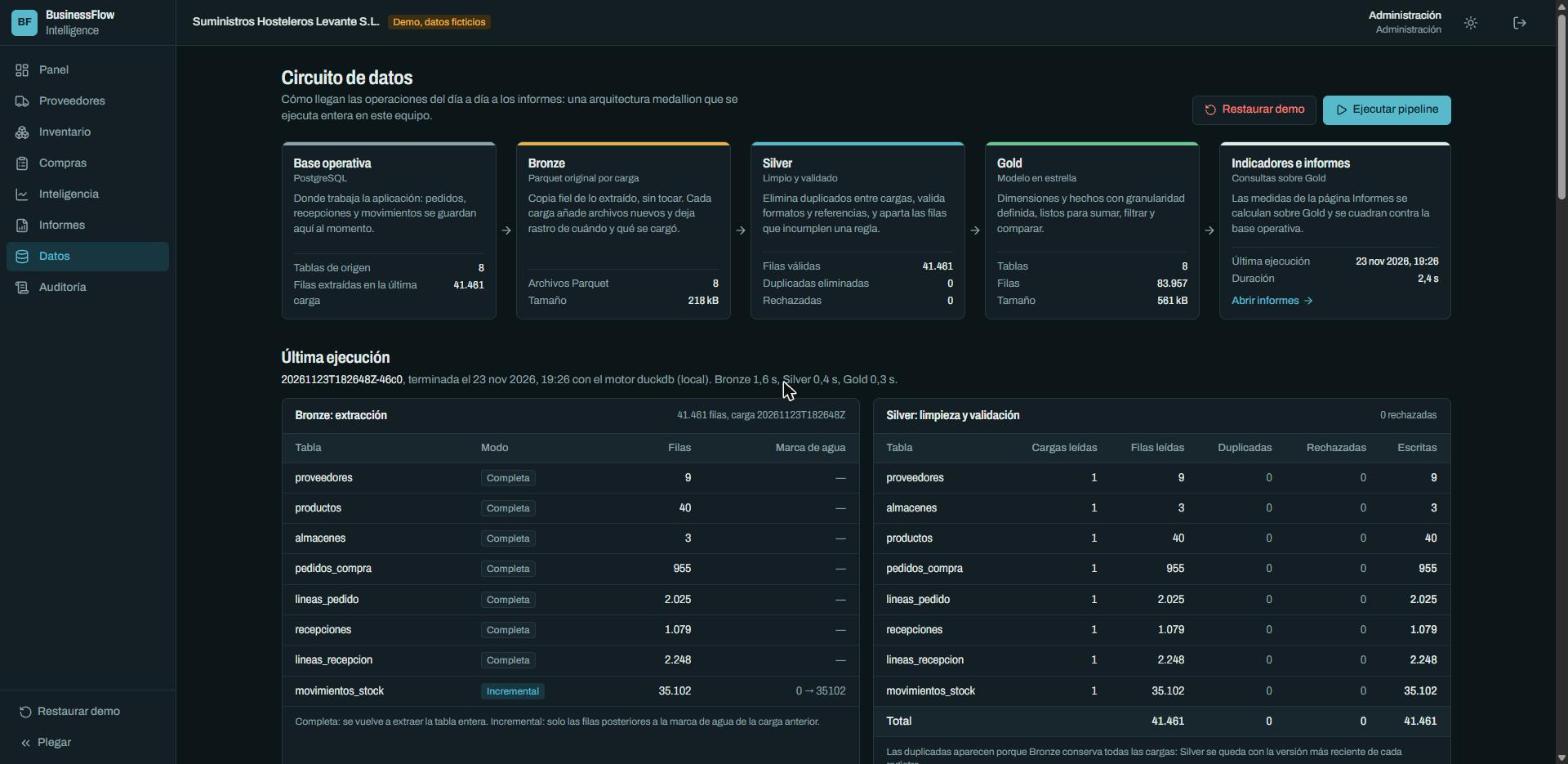 BF
BusinessFlow
Intelligence
Suministros Hosteleros Levante S.L.
Demo, datos ficticios
Administración
Administración
Panel
Proveedores
Inventario
Compras
Inteligencia
Informes
Datos
Auditoría
Restaurar demo
Plegar
Circuito de datos
Cómo llegan las operaciones del día a día a los informes: una arquitectura medallion que se
ejecuta entera en este equipo.
Restaurar demo
Ejecutar pipeline
Base operativa
PostgreSQL
Donde trabaja la aplicación: pedidos,
recepciones y movimientos se guardan
aquí al momento.
Tablas de origen 8
Filas extraídas en la última
carga 41.461
→
Bronze
Parquet original por carga
Copia fiel de lo extraído, sin tocar. Cada
carga añade archivos nuevos y deja
rastro de cuándo y qué se cargó.
Archivos Parquet 8
Tamaño 218 kB
→
Silver
Limpio y validado
Elimina duplicados entre cargas, valida
formatos y referencias, y aparta las filas
que incumplen una regla.
Filas válidas 41.461
Duplicadas eliminadas 0
Rechazadas 0
→
Gold
Modelo en estrella
Dimensiones y hechos con granularidad
definida, listos para sumar, filtrar y
comparar.
Tablas 8
Filas 83.957
Tamaño 561 kB
→
Indicadores e informes
Consultas sobre Gold
Las medidas de la página Informes se
calculan sobre Gold y se cuadran contra la
base operativa.
Última ejecución 23 nov 2026, 19:26
Duración 2,4 s
Abrir informes →
Última ejecución
20261123T182648Z-46c0, terminada el 23 nov 2026, 19:26 con el motor duckdb (local). Bronze 1,6 s, Silver 0,4 s, Gold 0,3 s.
Bronze: extracción 41.461 filas, carga 20261123T182648Z
Tabla Modo Filas Marca de agua
proveedores Completa 9 —
productos Completa 40 —
almacenes Completa 3 —
pedidos_compra Completa 955 —
lineas_pedido Completa 2.025 —
recepciones Completa 1.079 —
lineas_recepcion Completa 2.248 —
movimientos_stock Incremental 35.102 0 → 35102
Completa: se vuelve a extraer la tabla entera. Incremental: solo las filas posteriores a la marca de agua de la carga anterior.
Silver: limpieza y validación 0 rechazadas
Tabla Cargas leídas Filas leídas Duplicadas Rechazadas Escritas
proveedores 1 9 0 0 9
almacenes 1 3 0 0 3
productos 1 40 0 0 40
pedidos_compra 1 955 0 0 955
lineas_pedido 1 2.025 0 0 2.025
recepciones 1 1.079 0 0 1.079
lineas_recepcion 1 2.248 0 0 2.248
movimientos_stock 1 35.102 0 0 35.102
Total 41.461 0 0 41.461
Las duplicadas aparecen porque Bronze conserva todas las cargas: Silver se queda con la versión más reciente de cada